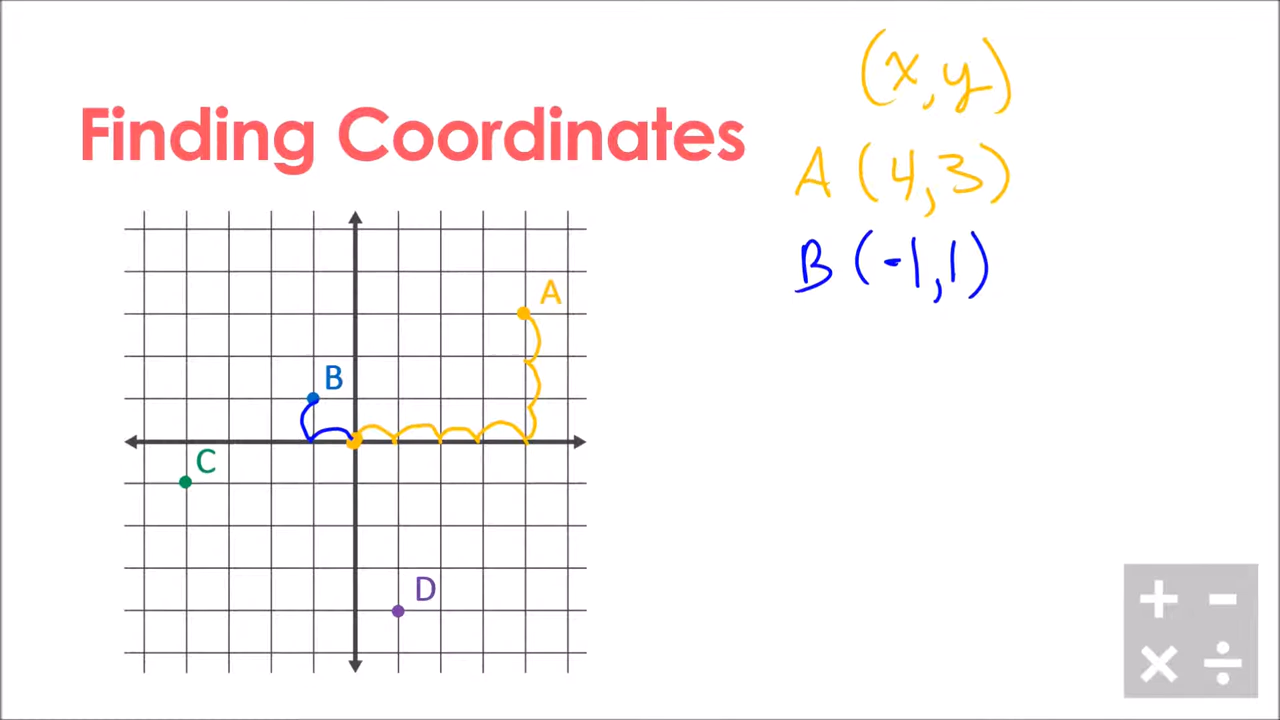 (x,y)
Finding Coordinates
A (4,3)
B (-1,1)
A
B
C
D
+ −
× ÷